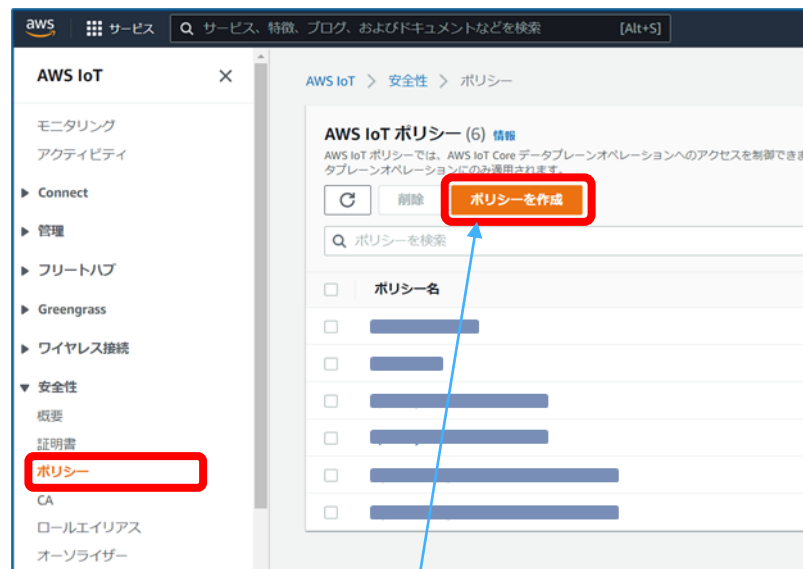 aws
サービス
サービス、特徴、ブログ、およびドキュメントなどを検索
[Alt+S]
AWS IoT
モニタリング
アクティビティ
Connect
管理
フリートハブ
Greengrass
ワイヤレス接続
安全性
概要
証明書
ポリシー
CA
ロールエイリアス
オーソライザー
AWS IoT > 安全性 > ポリシー
AWS IoT ポリシー (6) 情報
AWS IoT ポリシーでは、AWS IoT Core データプレーンオペレーションへのアクセスを制御できま
タプレーンオペレーションにのみ適用されます。
削除
ポリシーを作成
ポリシーを検索
ポリシー名